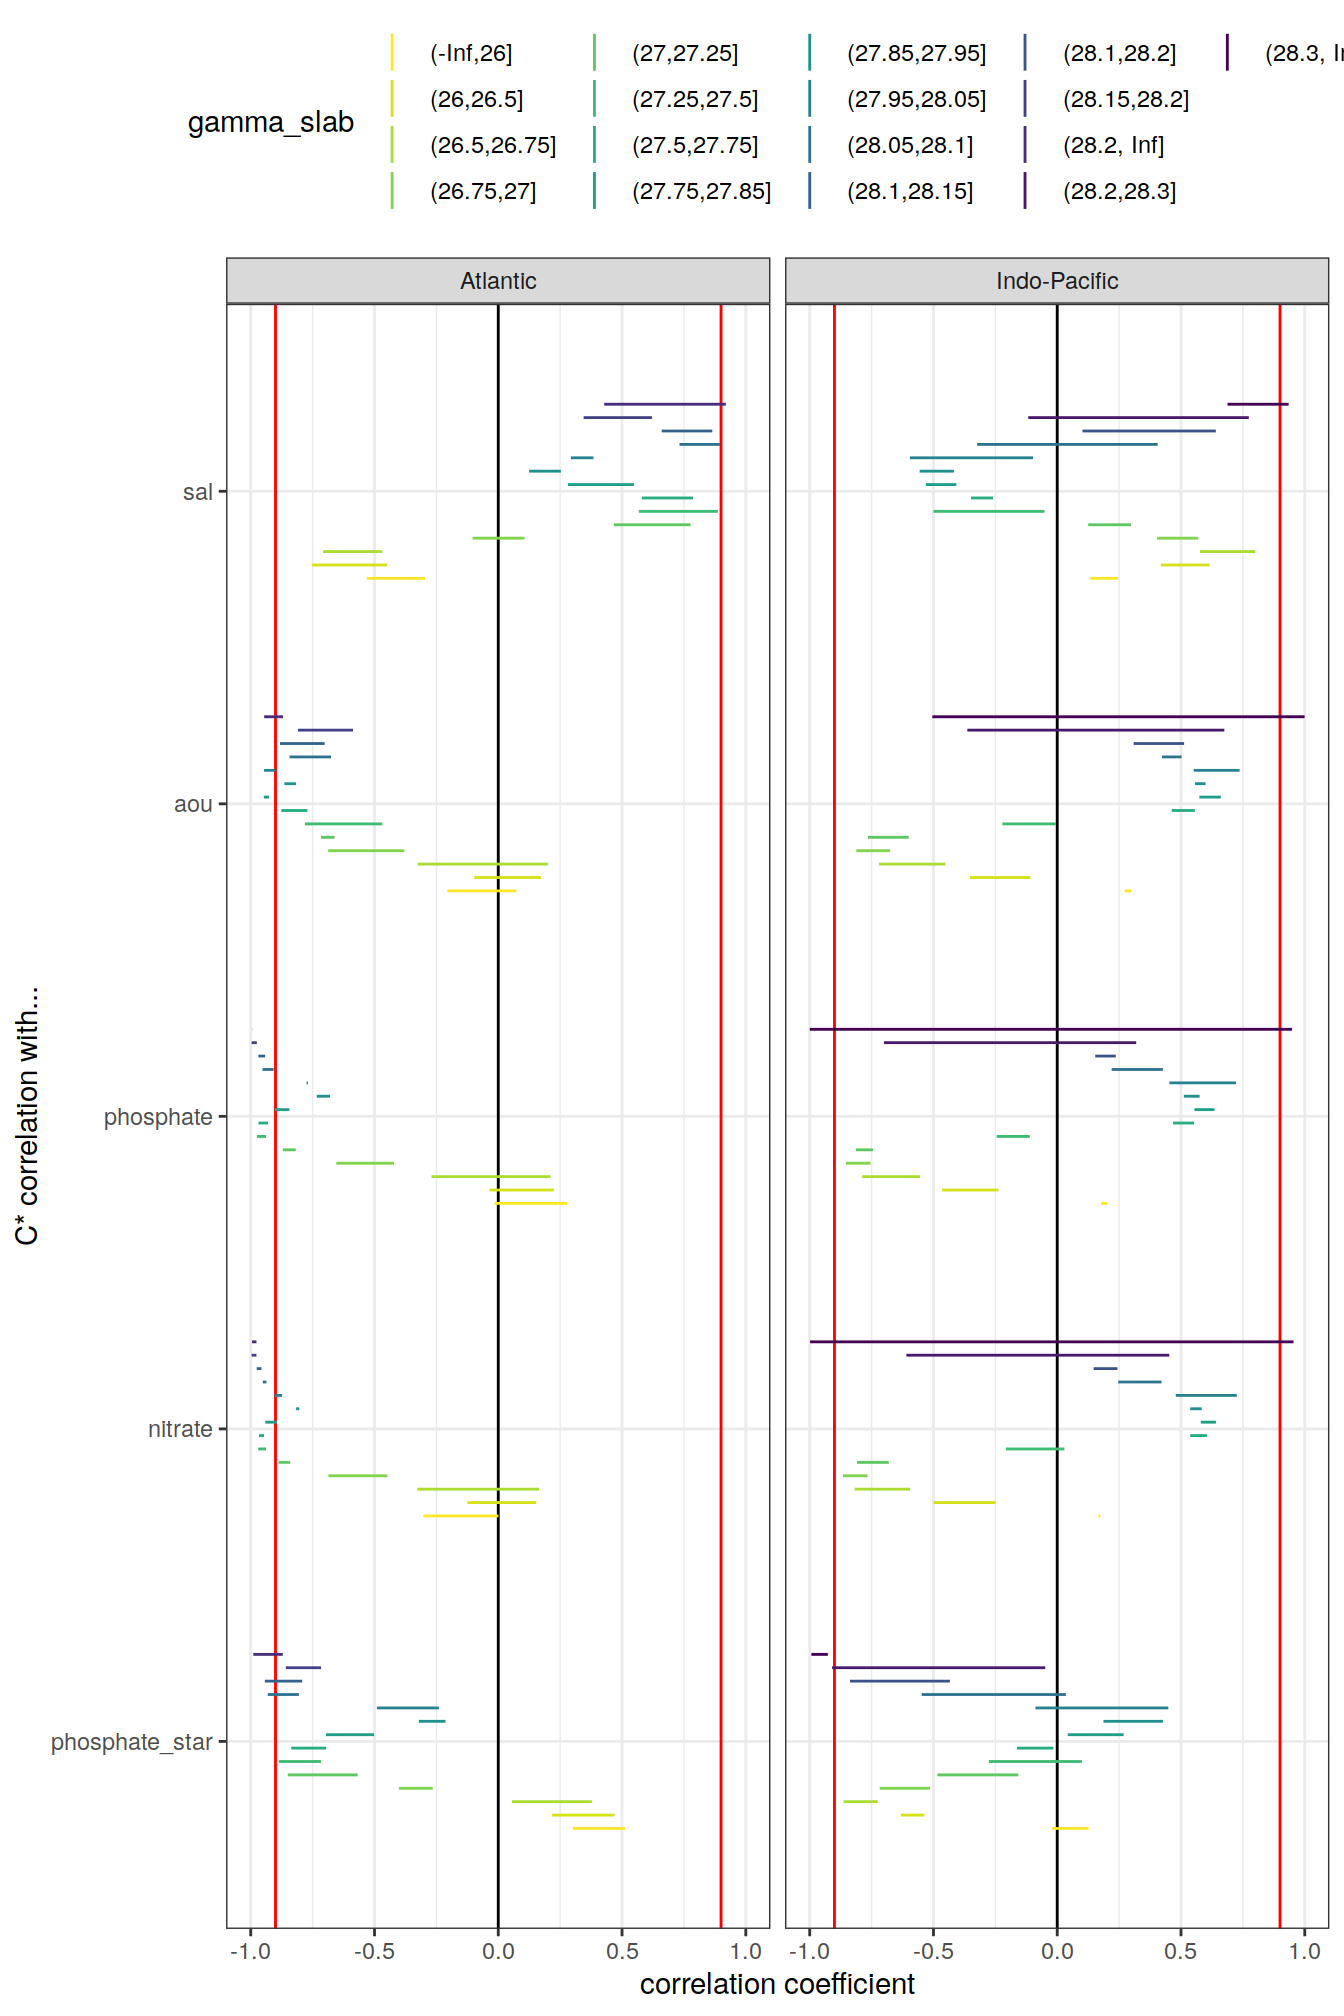 gamma_slab
(-Inf,26]
(26,26.5]
(26.5,26.75]
(26.75,27]
(27,27.25]
(27.25,27.5]
(27.5,27.75]
(27.75,27.85]
(27.85,27.95]
(27.95,28.05]
(28.05,28.1]
(28.1,28.15]
(28.1,28.2]
(28.15,28.2]
(28.2, Inf]
(28.2,28.3]
(28.3,
Atlantic
Indo-Pacific
C* correlation with...
sal
aou
phosphate
nitrate
phosphate_star
-1.0 -0.5 0.0 0.5 1.0
-1.0 -0.5 0.0 0.5 1.0
correlation coefficient